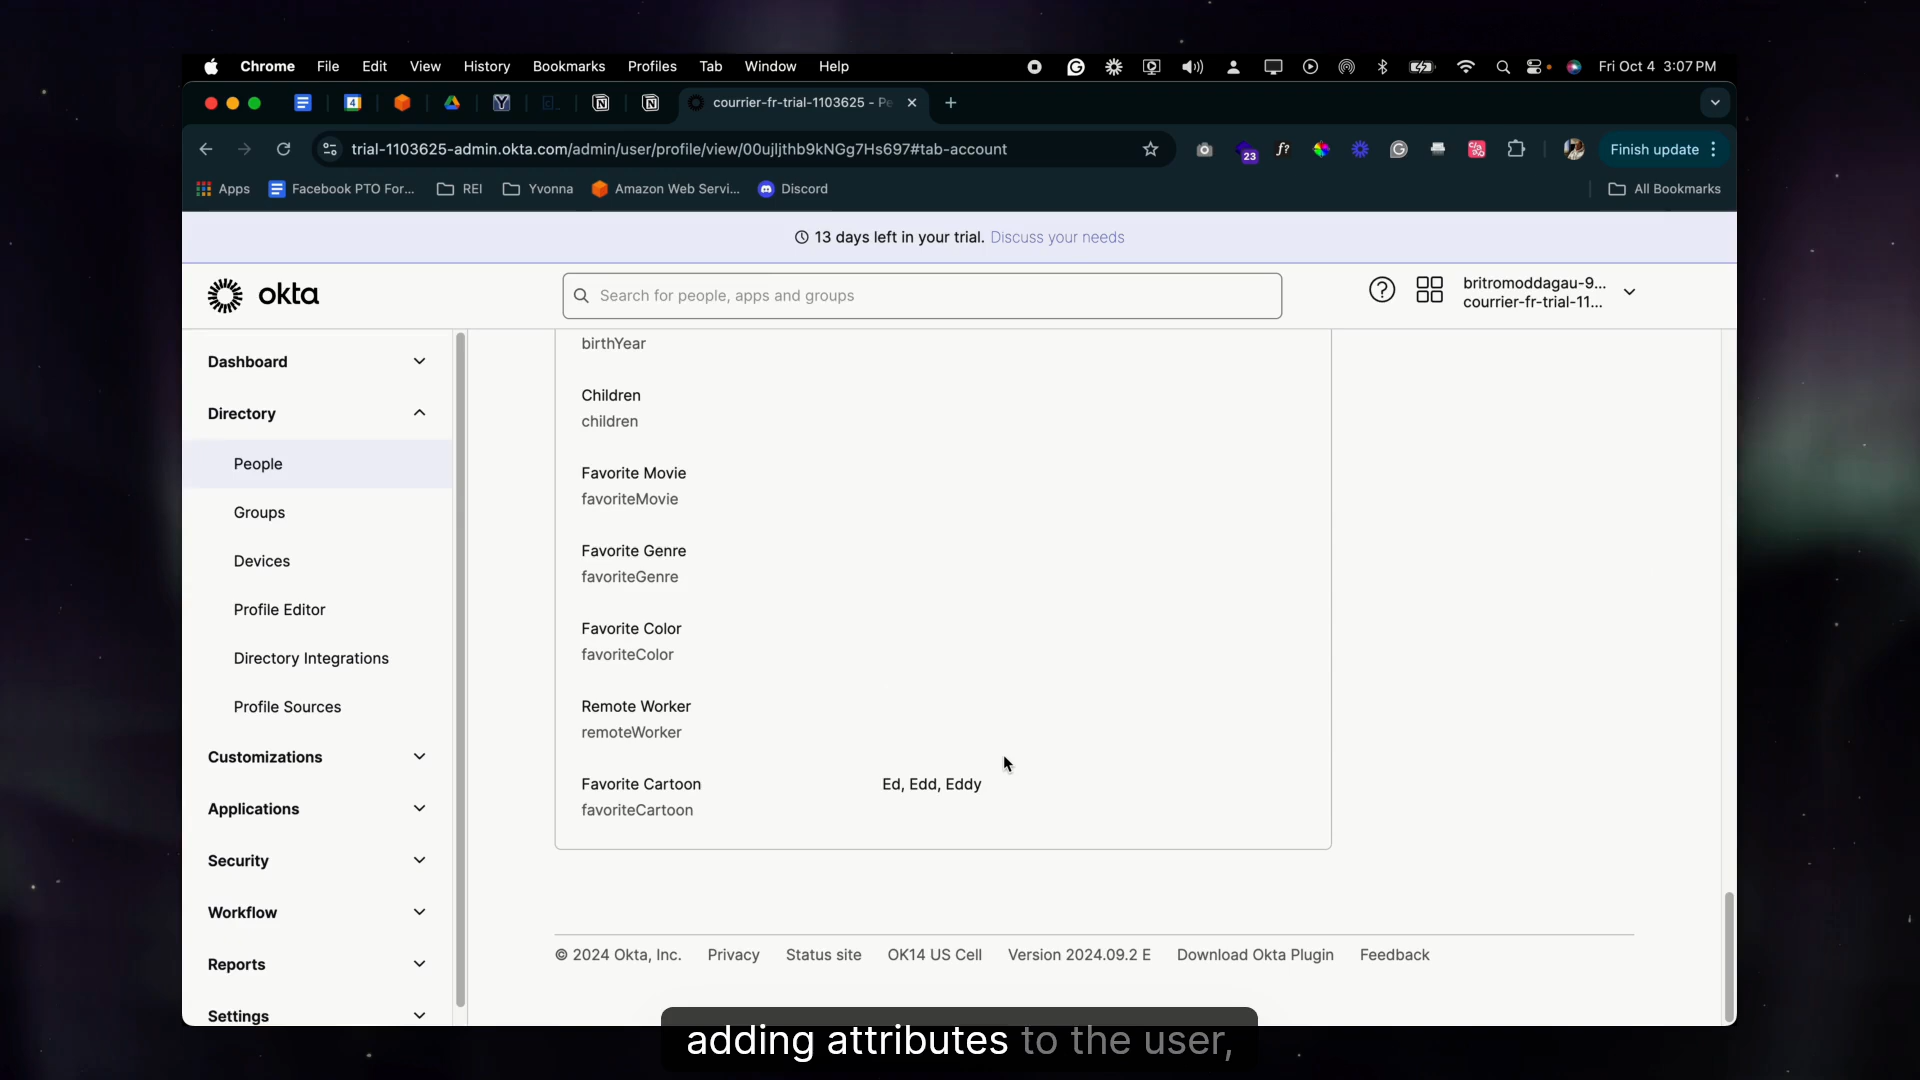 Chrome File Edit View History Bookmarks Profiles Tab Window Help Fri Oct 4 3:07 PM
4 courrier-fr-trial-1103625 - Pe
trial-1103625-admin.okta.com/admin/user/profile/view/00ujljthb9kNGg7Hs697#tab-account 23 f? Finish update
Apps Facebook PTO For... REI Yvonna Amazon Web Servi... Discord All Bookmarks
13 days left in your trial. Discuss your needs
okta
Search for people, apps and groups
britromoddagau-9...
courrier-fr-trial-11...
Dashboard
Directory
People
Groups
Devices
Profile Editor
Directory Integrations
Profile Sources
Customizations
Applications
Security
Workflow
Reports
Settings
birthYear
Children
children
Favorite Movie
favoriteMovie
Favorite Genre
favoriteGenre
Favorite Color
favoriteColor
Remote Worker
remoteWorker
Favorite Cartoon Ed, Edd, Eddy
favoriteCartoon
© 2024 Okta, Inc. Privacy Status site OK14 US Cell Version 2024.09.2 E Download Okta Plugin Feedback
adding attributes to the user,